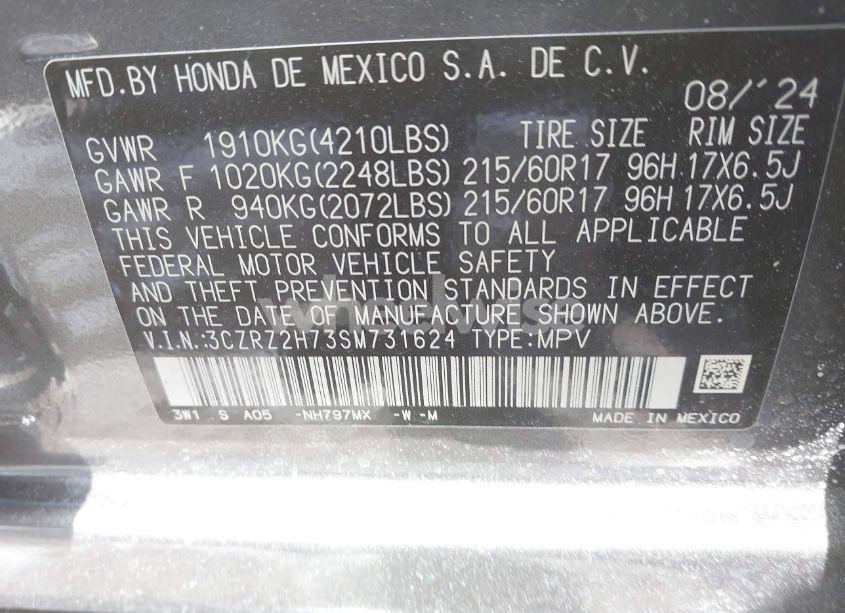 MFD.BY HONDA DE MEXICO S.A. DE C.V.
08/'24
GVWR 1910KG(4210LBS) TIRE SIZE RIM SIZE
GAWR F 1020KG(2248LBS) 215/60R17 96H 17X6.5J
GAWR R 940KG(2072LBS) 215/60R17 96H 17X6.5J
THIS VEHICLE CONFORMS TO ALL APPLICABLE
FEDERAL MOTOR VEHICLE SAFETY
AND THEFT PREVENTION STANDARDS IN EFFECT
ON THE DATE OF MANUFACTURE SHOWN ABOVE.
V.I.N.:3CZRZ2H73SM731624 TYPE:MPV
3W1 S A05 -NH797MX -W -M
MADE IN MEXICO